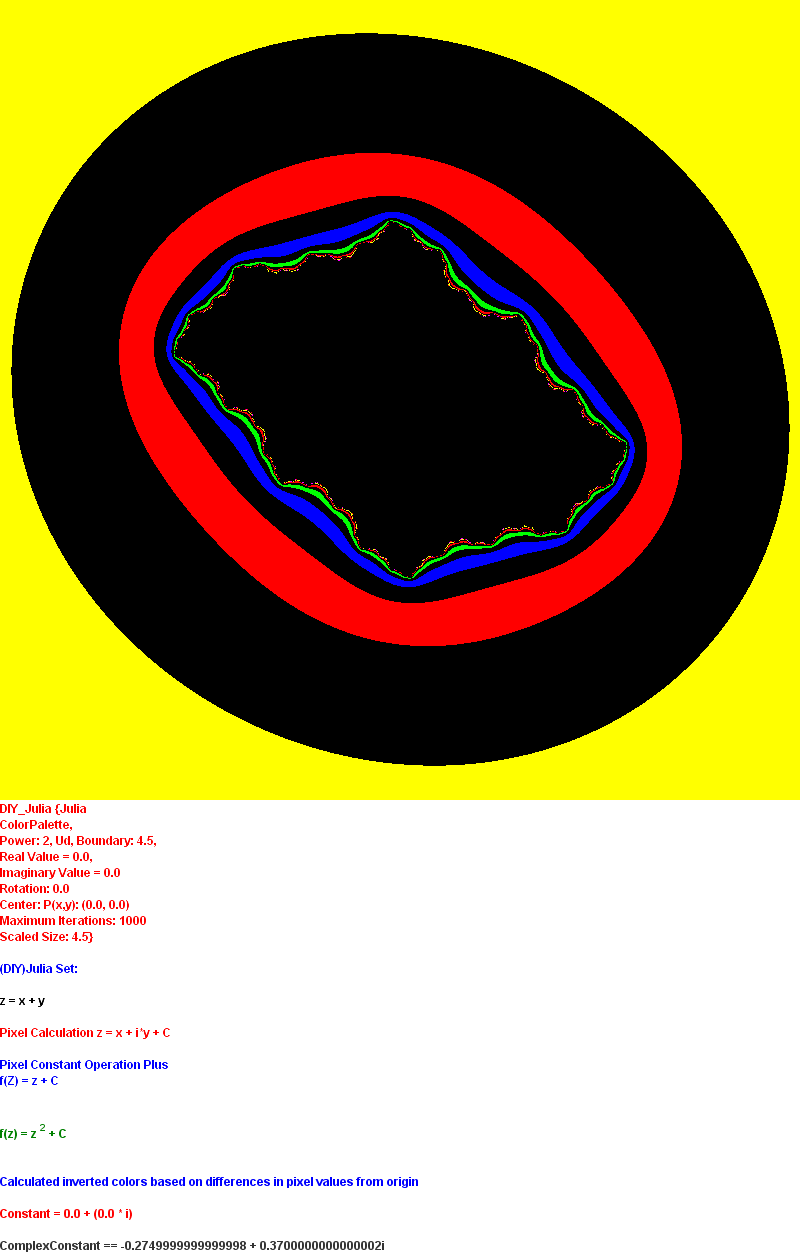 DIY_Julia {Julia
ColorPalette,
Power: 2, Ud, Boundary: 4.5,
Real Value = 0.0,
Imaginary Value = 0.0
Rotation: 0.0
Center: P(x,y): (0.0, 0.0)
Maximum Iterations: 1000
Scaled Size: 4.5}
(DIY)Julia Set:
z = x + y
Pixel Calculation z = x + i*y + C
Pixel Constant Operation Plus
f(Z) = z + C
f(z) = z 2 + C
Calculated inverted colors based on differences in pixel values from origin
Constant = 0.0 + (0.0 * i)
ComplexConstant == -0.2749999999999998 + 0.3700000000000002i